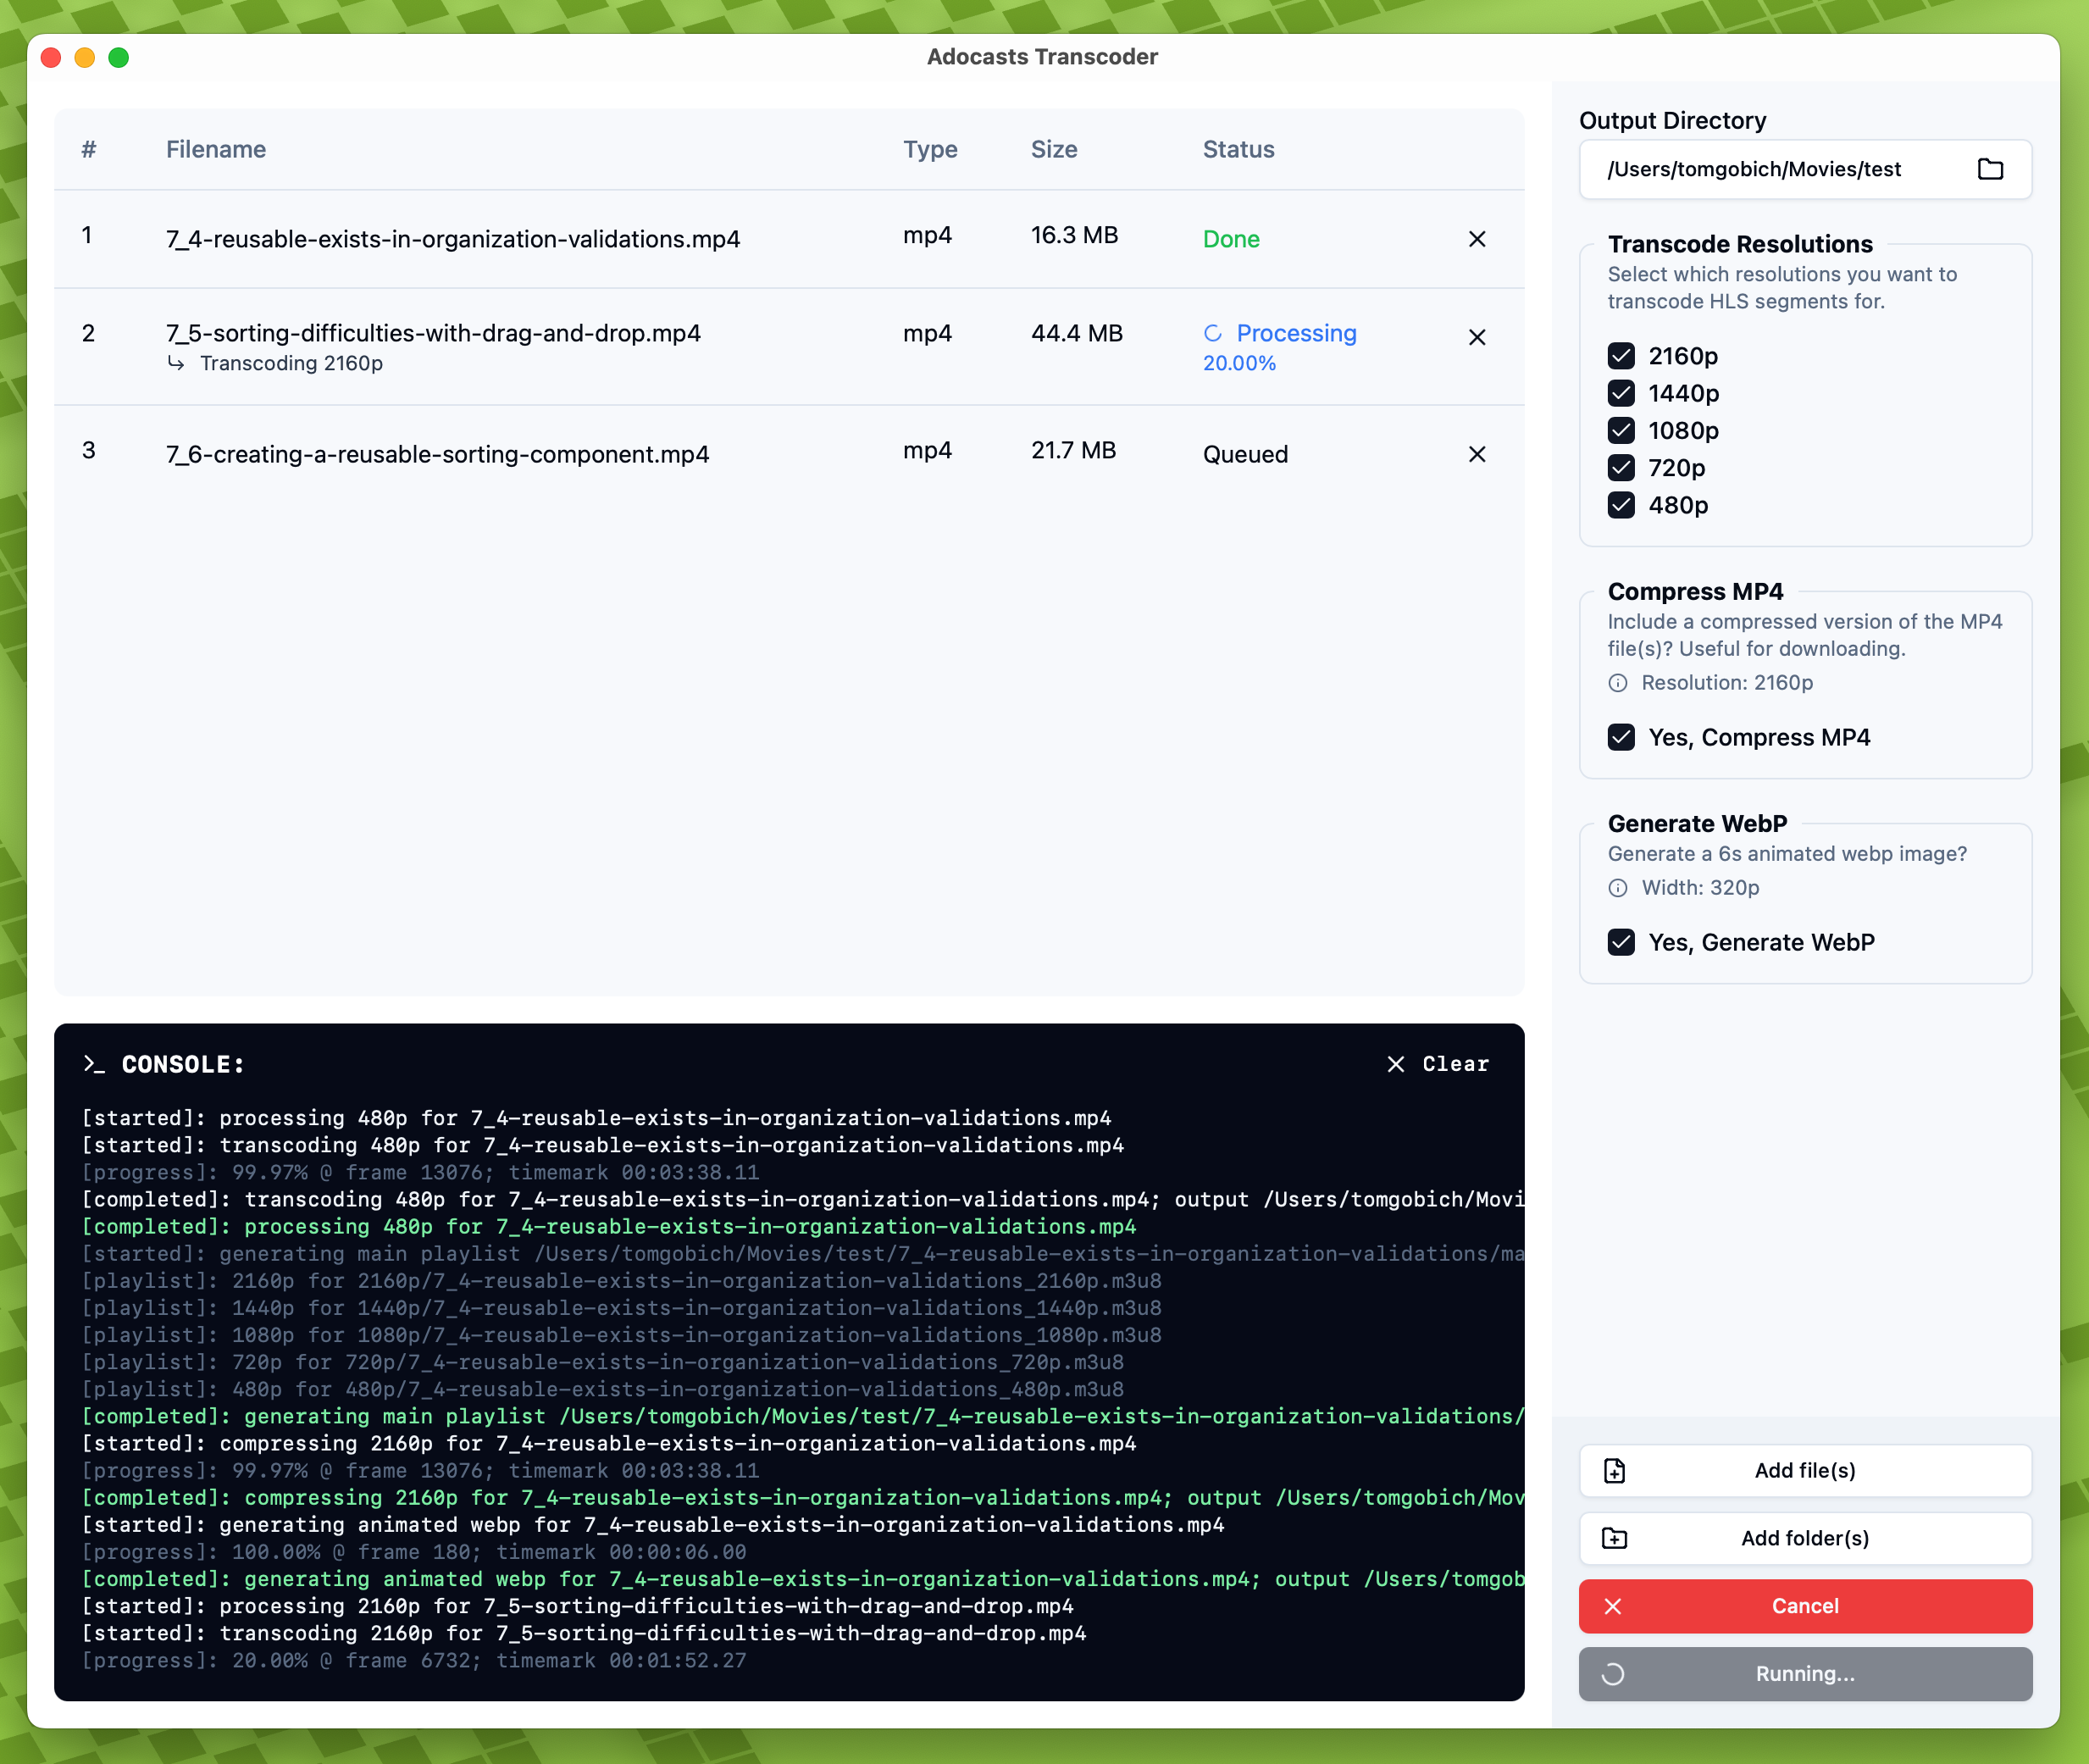 Adocasts Transcoder
# Filename Type Size Status
1 7_4-reusable-exists-in-organization-validations.mp4 mp4 16.3 MB Done
2 7_5-sorting-difficulties-with-drag-and-drop.mp4 mp4 44.4 MB Processing
Transcoding 2160p 20.00%
3 7_6-creating-a-reusable-sorting-component.mp4 mp4 21.7 MB Queued
>_ CONSOLE: Clear
[started]: processing 480p for 7_4-reusable-exists-in-organization-validations.mp4
[started]: transcoding 480p for 7_4-reusable-exists-in-organization-validations.mp4
[progress]: 99.97% @ frame 13076; timemark 00:03:38.11
[completed]: transcoding 480p for 7_4-reusable-exists-in-organization-validations.mp4; output /Users/tomgobich/Movi
[completed]: processing 480p for 7_4-reusable-exists-in-organization-validations.mp4
[started]: generating main playlist /Users/tomgobich/Movies/test/7_4-reusable-exists-in-organization-validations/ma
[playlist]: 2160p for 2160p/7_4-reusable-exists-in-organization-validations_2160p.m3u8
[playlist]: 1440p for 1440p/7_4-reusable-exists-in-organization-validations_1440p.m3u8
[playlist]: 1080p for 1080p/7_4-reusable-exists-in-organization-validations_1080p.m3u8
[playlist]: 720p for 720p/7_4-reusable-exists-in-organization-validations_720p.m3u8
[playlist]: 480p for 480p/7_4-reusable-exists-in-organization-validations_480p.m3u8
[completed]: generating main playlist /Users/tomgobich/Movies/test/7_4-reusable-exists-in-organization-validations/
[started]: compressing 2160p for 7_4-reusable-exists-in-organization-validations.mp4
[progress]: 99.97% @ frame 13076; timemark 00:03:38.11
[completed]: compressing 2160p for 7_4-reusable-exists-in-organization-validations.mp4; output /Users/tomgobich/Mov
[started]: generating animated webp for 7_4-reusable-exists-in-organization-validations.mp4
[progress]: 100.00% @ frame 180; timemark 00:00:06.00
[completed]: generating animated webp for 7_4-reusable-exists-in-organization-validations.mp4; output /Users/tomgob
[started]: processing 2160p for 7_5-sorting-difficulties-with-drag-and-drop.mp4
[started]: transcoding 2160p for 7_5-sorting-difficulties-with-drag-and-drop.mp4
[progress]: 20.00% @ frame 6732; timemark 00:01:52.27
Output Directory
/Users/tomgobich/Movies/test
Transcode Resolutions
Select which resolutions you want to
transcode HLS segments for.
2160p
1440p
1080p
720p
480p
Compress MP4
Include a compressed version of the MP4
file(s)? Useful for downloading.
Resolution: 2160p
Yes, Compress MP4
Generate WebP
Generate a 6s animated webp image?
Width: 320p
Yes, Generate WebP
Add file(s)
Add folder(s)
Cancel
Running...